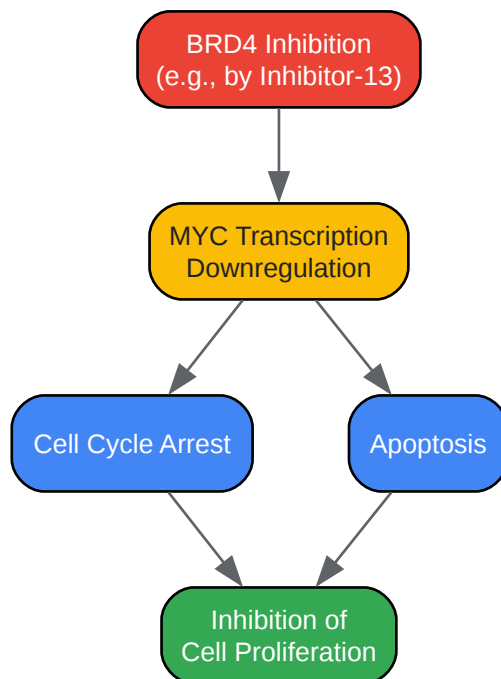 BRD4 Inhibition
(e.g., by Inhibitor-13)
MYC Transcription
Downregulation
Cell Cycle Arrest
Apoptosis
Inhibition of
Cell Proliferation